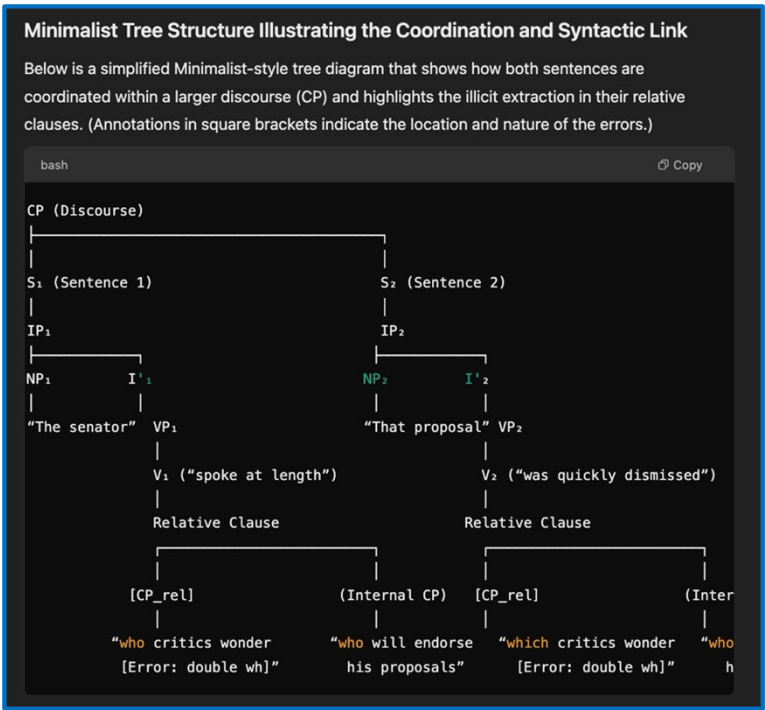 Minimalist Tree Structure Illustrating the Coordination and Syntactic Link
Below is a simplified Minimalist-style tree diagram that shows how both sentences are
coordinated within a larger discourse (CP) and highlights the illicit extraction in their relative
clauses. (Annotations in square brackets indicate the location and nature of the errors.)
bash Copy
CP (Discourse)
S₁ (Sentence 1) S₂ (Sentence 2)
IP₁ IP₂
NP₁ I'₁ NP₂ I'₂
“The senator” VP₁ “That proposal” VP₂
V₁ (“spoke at length”) V₂ (“was quickly dismissed”)
Relative Clause Relative Clause
[CP_rel] (Internal CP) [CP_rel] (Inter
“who critics wonder “who will endorse “which critics wonder “who
[Error: double wh]” his proposals” [Error: double wh]” h